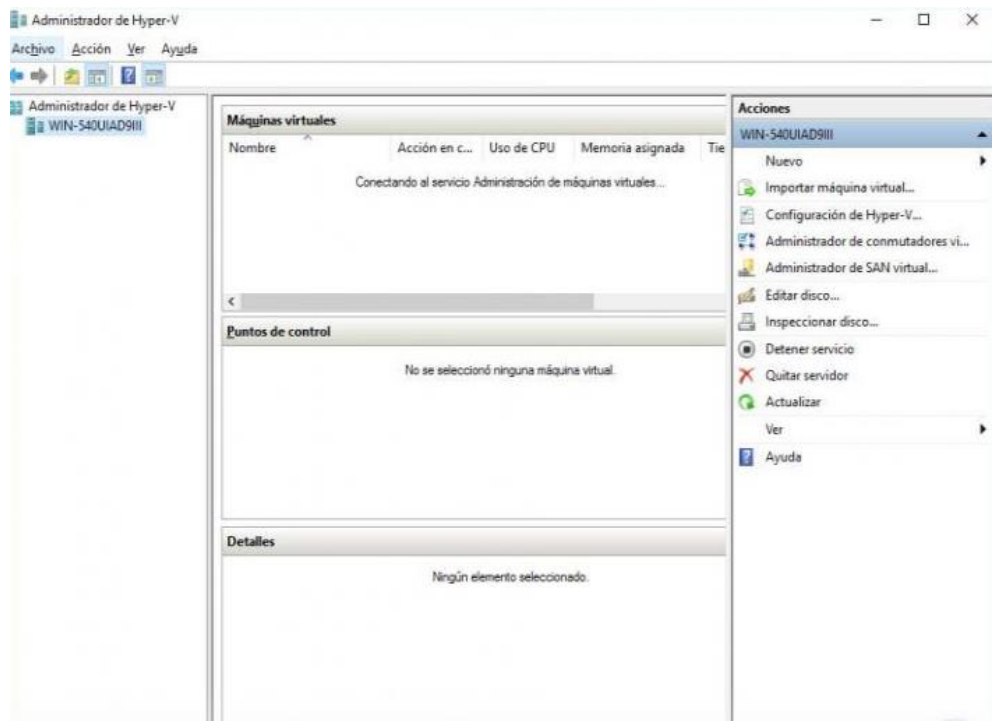 Administrador de Hyper-V
Archivo Acción Ver Ayuda
Administrador de Hyper-V
WIN-540UIAD9III
Máquinas virtuales
Nombre Acción en c... Uso de CPU Memoria asignada Tie
Conectando al servicio Administración de máquinas virtuales...
Puntos de control
No se seleccionó ninguna máquina virtual.
Detalles
Ningún elemento seleccionado.
Acciones
WIN-540UIAD9III
Nuevo
Importar máquina virtual...
Configuración de Hyper-V...
Administrador de conmutadores vi...
Administrador de SAN virtual...
Editar disco...
Inspeccionar disco...
Detener servicio
Quitar servidor
Actualizar
Ver
Ayuda